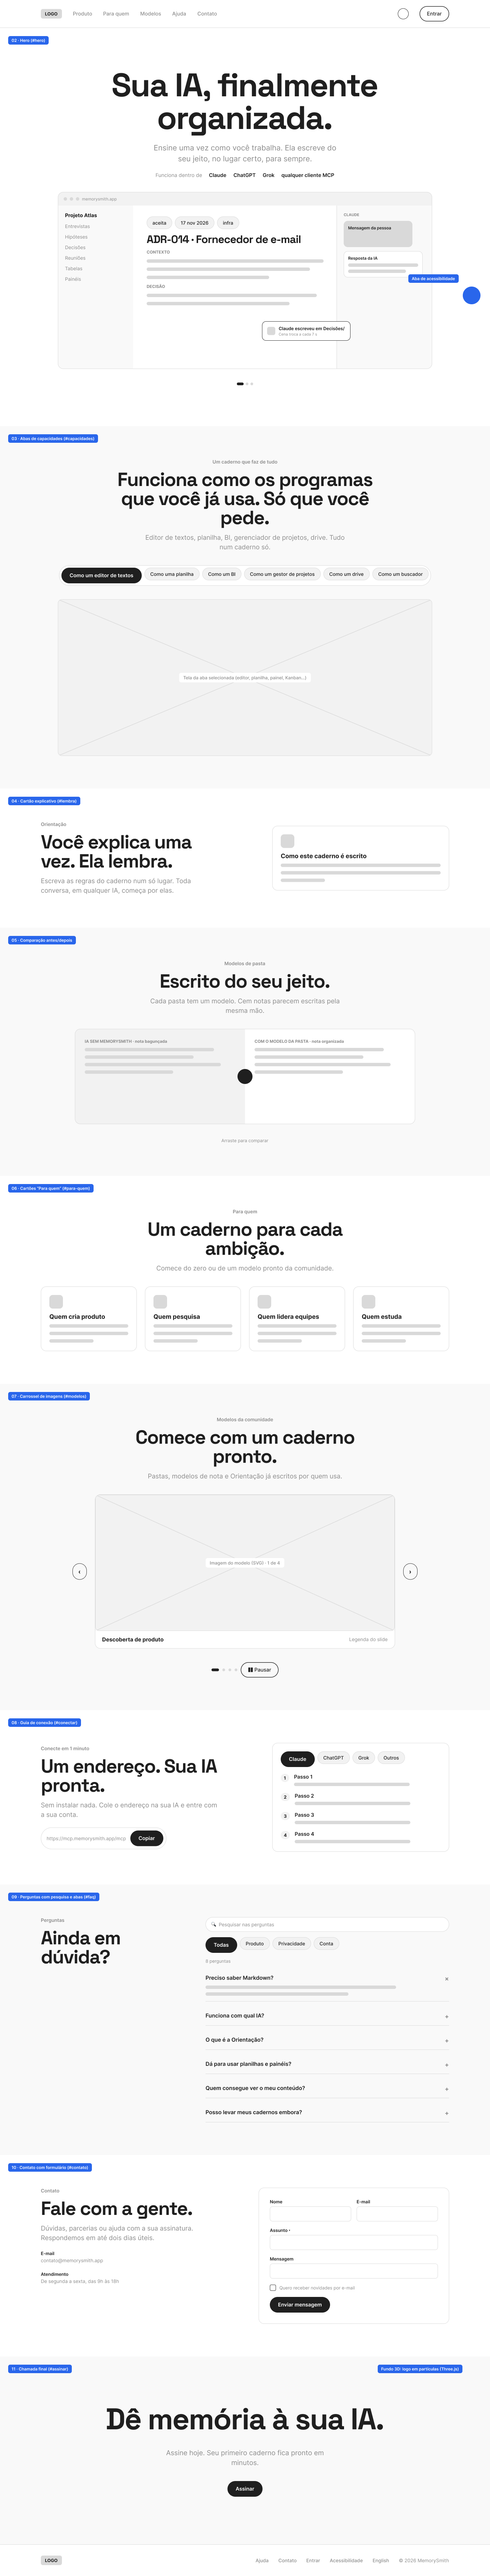 LOGO Produto Para quem Modelos Ajuda Contato Entrar
02 · Hero (#hero)
Sua IA, finalmente
organizada.
Ensine uma vez como você trabalha. Ela escreve do
seu jeito, no lugar certo, para sempre.
Funciona dentro de Claude ChatGPT Grok qualquer cliente MCP
memorysmith.app
Projeto Atlas
Entrevistas
Hipóteses
Decisões
Reuniões
Tabelas
Painéis
aceita 17 nov 2026 infra
ADR-014 · Fornecedor de e-mail
CONTEXTO
DECISÃO
CLAUDE
Mensagem da pessoa
Resposta da IA
Aba de acessibilidade
Claude escreveu em Decisões/
03 · Abas de capacidades (#capacidades)
Um caderno que faz de tudo
Funciona como os programas
que você já usa. Só que você
pede.
Editor de textos, planilha, BI, gerenciador de projetos, drive. Tudo
num caderno só.
Como um editor de textos Como uma planilha Como um BI Como um gestor de projetos Como um drive Como um buscador
Tela da aba selecionada (editor, planilha, painel, Kanban...)
04 · Cartão explicativo (#lembra)
Orientação
Você explica uma
vez. Ela lembra.
Escreva as regras do caderno num só lugar. Toda
conversa, em qualquer IA, começa por elas.
Como este caderno é escrito
05 · Comparação antes/depois
Modelos de pasta
Escrito do seu jeito.
Cada pasta tem um modelo. Cem notas parecem escritas pela
mesma mão.
IA SEM MEMORYSMITH · nota bagunçada
COM O MODELO DA PASTA · nota organizada
Arraste para comparar
06 · Cartões "Para quem" (#para-quem)
Para quem
Um caderno para cada
ambição.
Comece do zero ou de um modelo pronto da comunidade.
Quem cria produto
Quem pesquisa
Quem lidera equipes
Quem estuda
07 · Carrossel de imagens (#modelos)
Modelos da comunidade
Comece com um caderno
pronto.
Pastas, modelos de nota e Orientação já escritos por quem usa.
Imagem do modelo (SVG) · 1 de 4
‹
›
Descoberta de produto Legenda do slide
Pausar
08 · Guia de conexão (#conectar)
Conecte em 1 minuto
Um endereço. Sua IA
pronta.
Sem instalar nada. Cole o endereço na sua IA e entre com
a sua conta.
https://mcp.memorysmith.app/mcp Copiar
Claude ChatGPT Grok Outros
1 Passo 1
2 Passo 2
3 Passo 3
4 Passo 4
09 · Perguntas com pesquisa e abas (#faq)
Perguntas
Ainda em
dúvida?
Pesquisar nas perguntas
Todas Produto Privacidade Conta
9 perguntas
Preciso saber Markdown?
Funciona com qual IA? +
O que é a Orientação? +
Dá para usar planilhas e painéis? +
Quem consegue ver o meu conteúdo? +
Posso levar meus cadernos embora? +
10 · Contato com formulário (#contato)
Contato
Fale com a gente.
Dúvidas, parcerias ou ajuda com a sua assinatura.
Respondemos em até dois dias úteis.
E-mail
contato@memorysmith.app
Atendimento
De segunda a sexta, das 9h às 18h
Nome E-mail
Assunto
Mensagem
Quero receber novidades por e-mail
Enviar mensagem
11 · Chamada final (#assinar)
Fundo 3D: logo em partículas (Three.js)
Dê memória à sua IA.
Assine hoje. Seu primeiro caderno fica pronto em
minutos.
Assinar
LOGO Ajuda Contato Entrar Acessibilidade English © 2026 MemorySmith